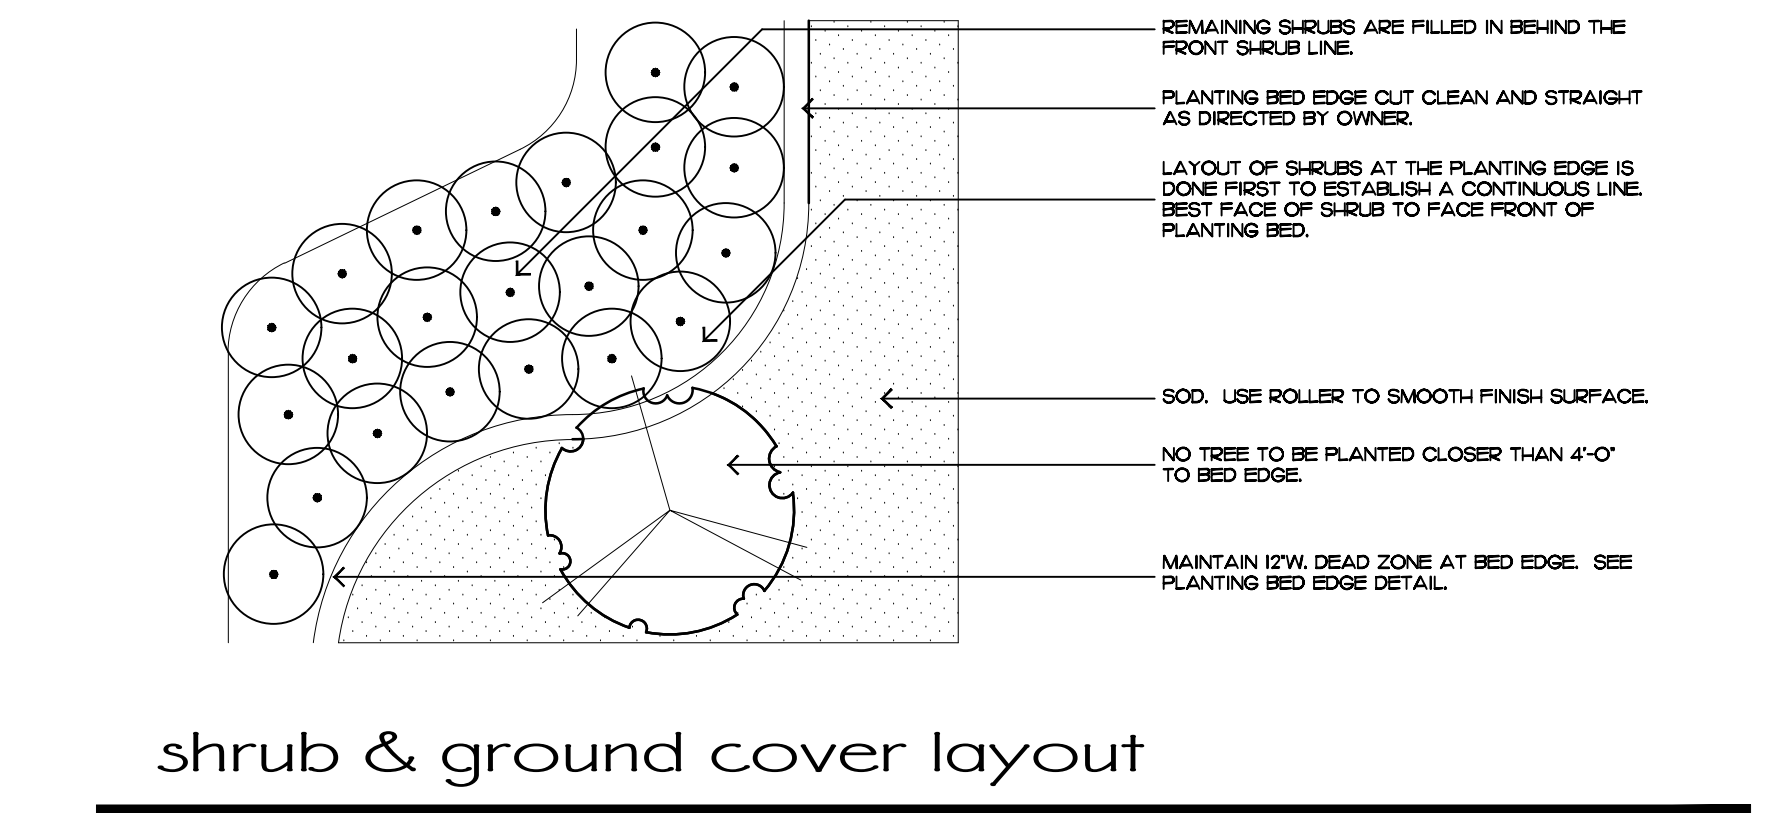 REMAINING SHRUBS ARE FILLED IN BEHIND THE
FRONT SHRUB LINE.
PLANTING BED EDGE CUT CLEAN AND STRAIGHT
AS DIRECTED BY OWNER.
LAYOUT OF SHRUBS AT THE PLANTING EDGE IS
DONE FIRST TO ESTABLISH A CONTINUOUS LINE.
BEST FACE OF SHRUB TO FACE FRONT OF
PLANTING BED.
SOD.  USE ROLLER TO SMOOTH FINISH SURFACE.
NO TREE TO BE PLANTED CLOSER THAN 4'-0"
TO BED EDGE.
MAINTAIN 12"W. DEAD ZONE AT BED EDGE.  SEE
PLANTING BED EDGE DETAIL.
shrub & ground cover layout